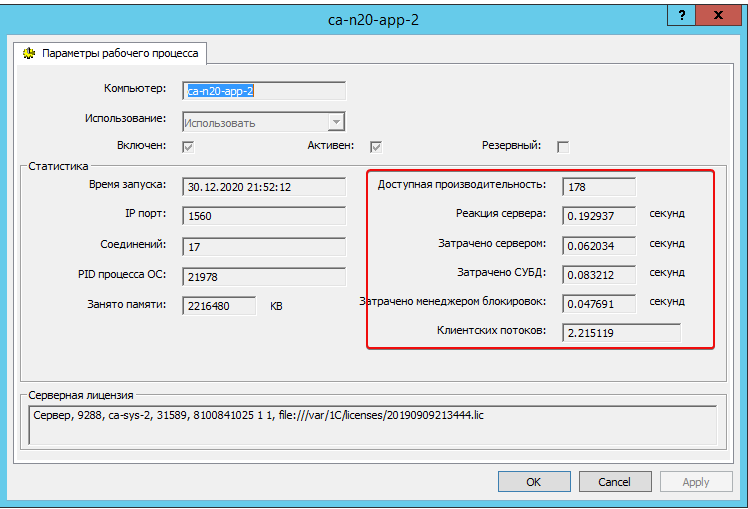 ca-n20-app-2
?
x
Параметры рабочего процесса
Компьютер: ca-n20-app-2
Использование: Использовать
Включен: Активен: Резервный:
Статистика
Время запуска: 30.12.2020 21:52:12
Доступная производительность: 178
IP порт: 1560
Реакция сервера: 0.192937 секунд
Соединений: 17
Затрачено сервером: 0.062034 секунд
PID процесса ОС: 21978
Затрачено СУБД: 0.083212 секунд
Занято памяти: 2216480 KB
Затрачено менеджером блокировок: 0.047691 секунд
Клиентских потоков: 2.215119
Серверная лицензия
Сервер, 9288, ca-sys-2, 31589, 8100841025 1 1, file:///var/1C/licenses/20190909213444.lic
OK Cancel Apply